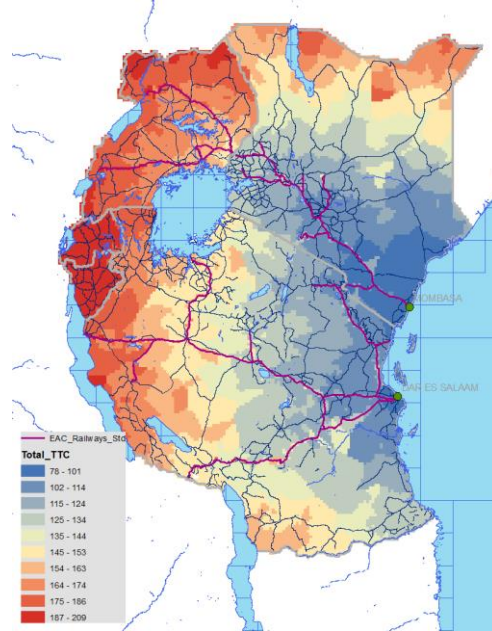 MOMBASA
DAR ES SALAAM
EAC_Railways_Std
Total_TTC
78 - 101
102 - 114
115 - 124
125 - 134
135 - 144
145 - 153
154 - 163
164 - 174
175 - 186
187 - 209